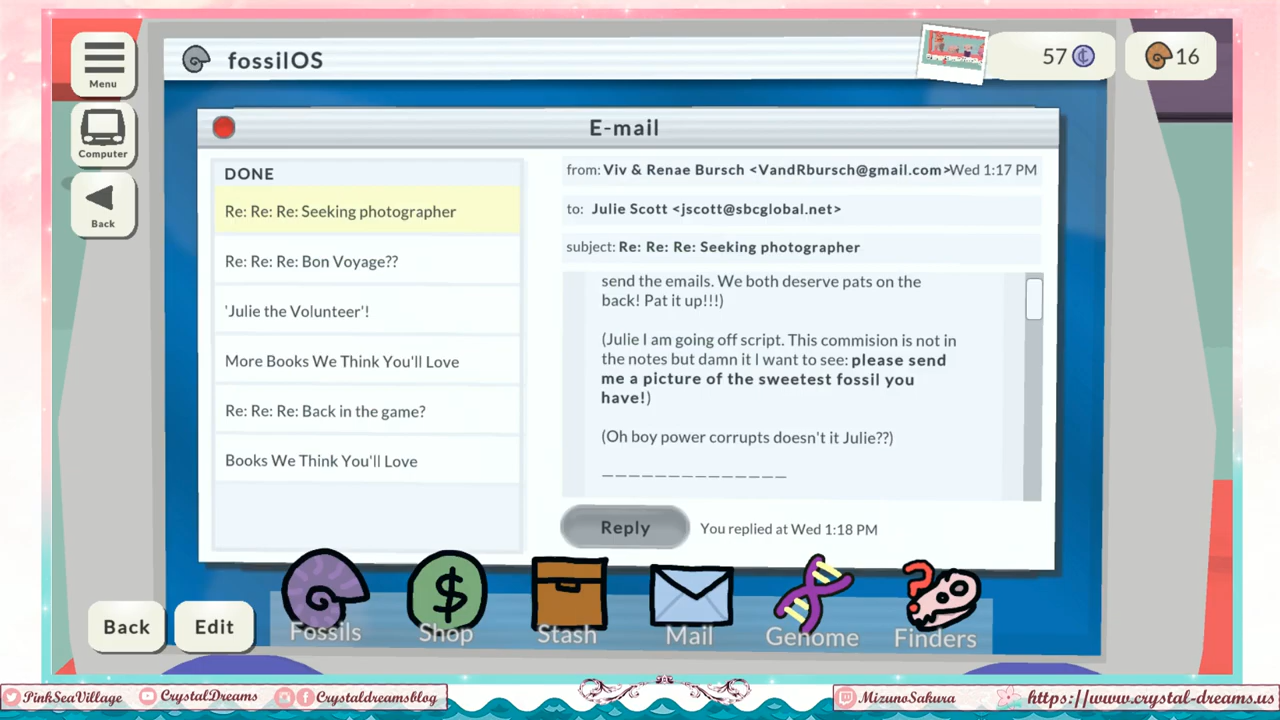 Menu
Computer
Back
fossilOS
57
16
E-mail
DONE
Re: Re: Re: Seeking photographer
Re: Re: Re: Bon Voyage??
'Julie the Volunteer'!
More Books We Think You'll Love
Re: Re: Re: Back in the game?
Books We Think You'll Love
from: Viv & Renae Bursch <VandRbursch@gmail.com>Wed 1:17 PM
to: Julie Scott <jscott@sbcglobal.net>
subject: Re: Re: Re: Seeking photographer
send the emails. We both deserve pats on the
back! Pat it up!!!)
(Julie I am going off script. This commision is not in
the notes but damn it I want to see: please send
me a picture of the sweetest fossil you
have!)
(Oh boy power corrupts doesn't it Julie??)
_ _ _ _ _ _ _ _ _ _ _ _ _ _
Reply
You replied at Wed 1:18 PM
Back
Edit
Fossils
Shop
Stash
Mail
Genome
Finders
PinkSeaVillage
CrystalDreams
Crystaldreamsblog
MizunoSakura
https://www.crystal-dreams.us